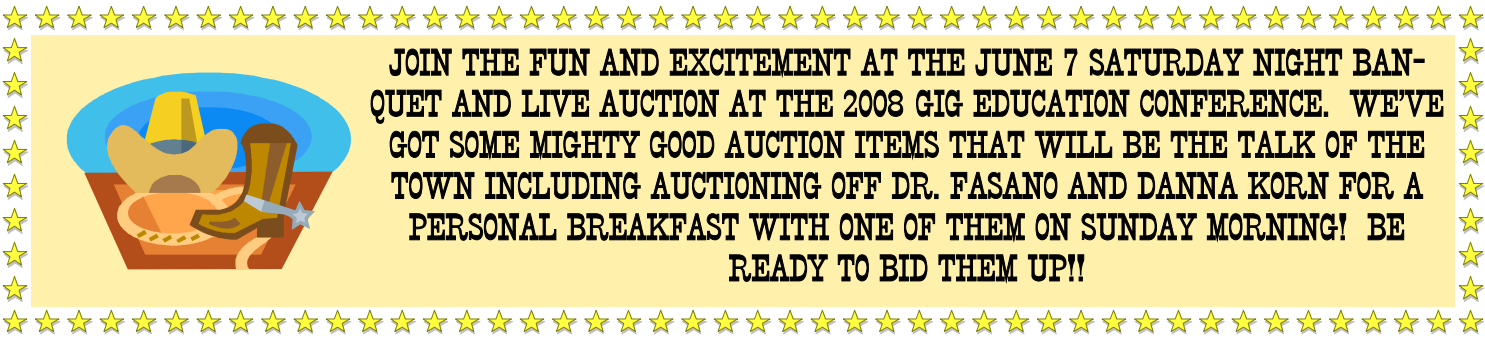 JOIN THE FUN AND EXCITEMENT AT THE JUNE 7 SATURDAY NIGHT BAN-
QUET AND LIVE AUCTION AT THE 2008 GIG EDUCATION CONFERENCE.  WE'VE
GOT SOME MIGHTY GOOD AUCTION ITEMS THAT WILL BE THE TALK OF THE
TOWN INCLUDING AUCTIONING OFF DR. FASANO AND DANNA KORN FOR A
PERSONAL BREAKFAST WITH ONE OF THEM ON SUNDAY MORNING!  BE
READY TO BID THEM UP!!